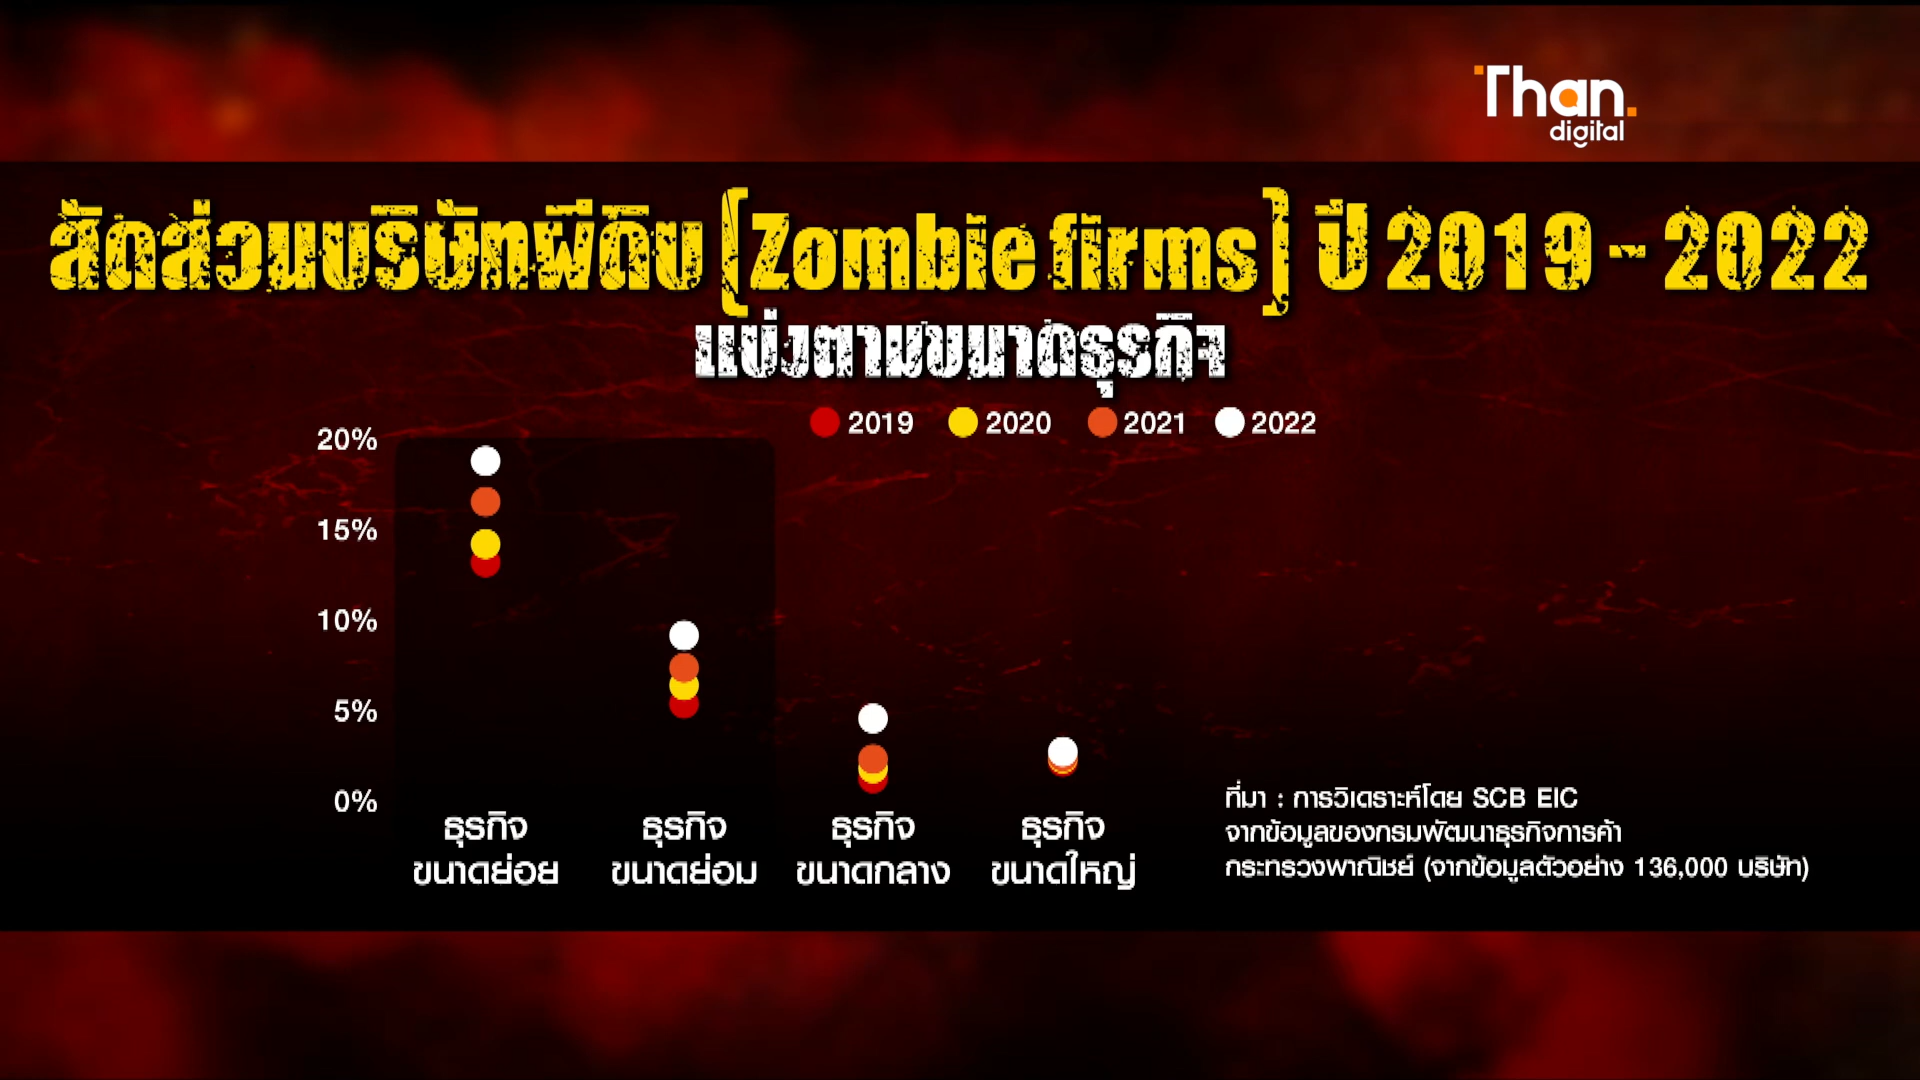 Than.
digital
สัดส่วนบริษัทผีดิบ (Zombie firms) ปี 2019 - 2022
แบ่งตามขนาดธุรกิจ
2019 2020 2021 2022
20%
15%
10%
5%
0%
ธุรกิจ
ขนาดย่อย
ธุรกิจ
ขนาดย่อม
ธุรกิจ
ขนาดกลาง
ธุรกิจ
ขนาดใหญ่
ที่มา : การวิเคราะห์โดย SCB EIC
จากข้อมูลของกรมพัฒนาธุรกิจการค้า
กระทรวงพาณิชย์ (จากข้อมูลตัวอย่าง 136,000 บริษัท)